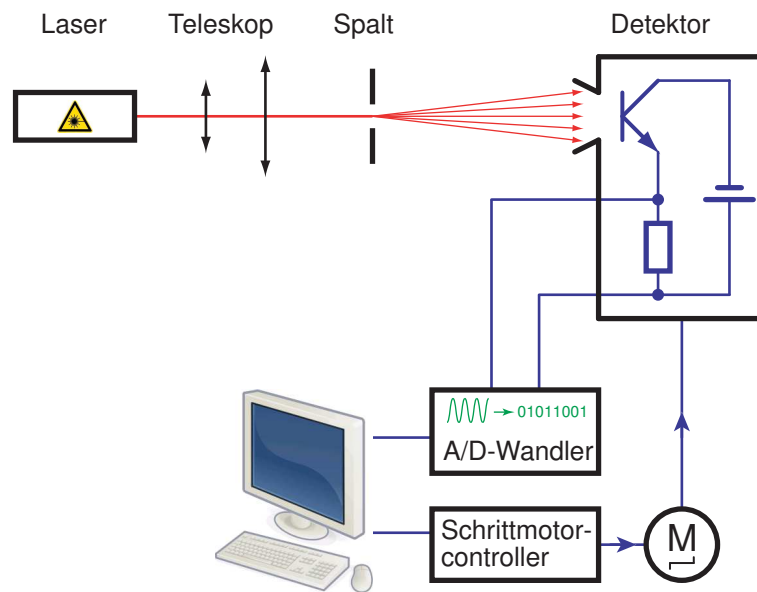 Laser
Teleskop
Spalt
Detektor
01011001
A/D-Wandler
Schrittmotor-
controller
M